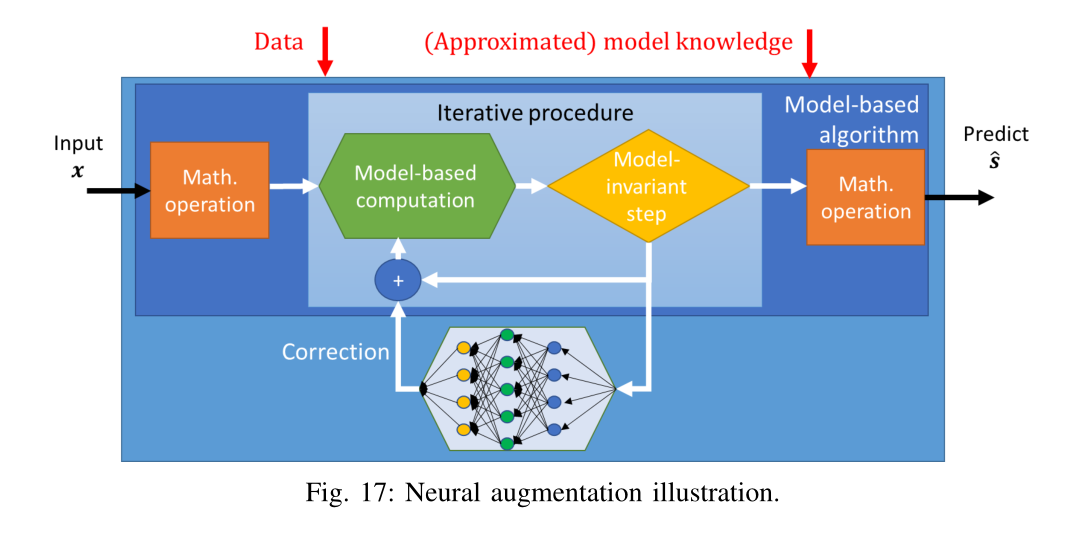 Data
(Approximated) model knowledge
Iterative procedure
Model-based
algorithm
Input
x
Math.
operation
Model-based
computation
Model-
invariant
step
Math.
operation
Predict
ŝ
+
Correction
Fig. 17: Neural augmentation illustration.